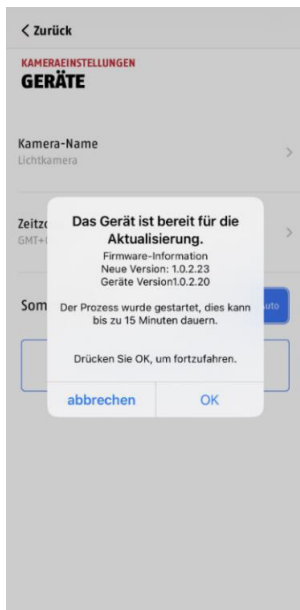 Zurück
KAMERAEINSTELLUNGEN
GERÄTE
Kamera-Name
Lichtkamera
Das Gerät ist bereit für die
Aktualisierung.
Firmware-Information
Neue Version: 1.0.2.23
Geräte Version1.0.2.20
Der Prozess wurde gestartet, dies kann
bis zu 15 Minuten dauern.
Drücken Sie OK, um fortzufahren.
abbrechen OK